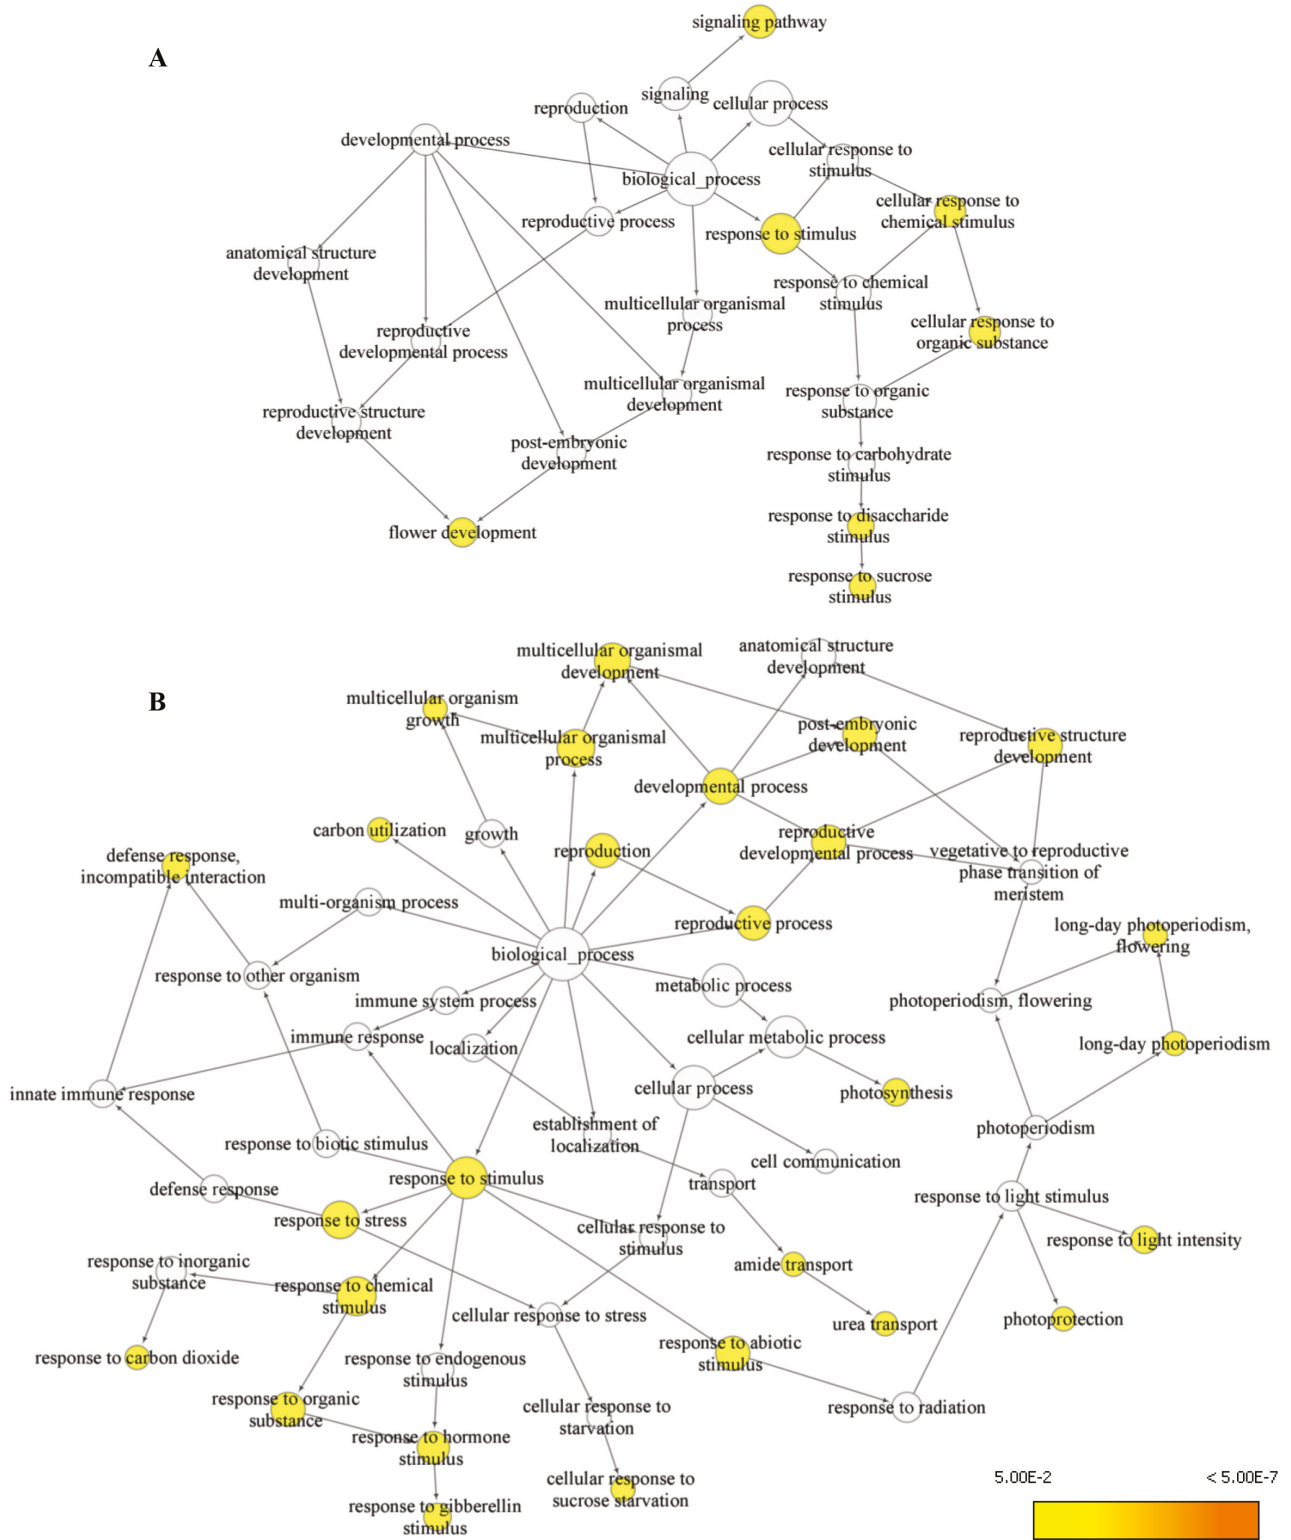 A
signaling pathway
signaling
reproduction
cellular process
developmental process
cellular response to
stimulus
biological_process
cellular response to
chemical stimulus
reproductive process
response to stimulus
anatomical structure
development
response to chemical
stimulus
multicellular organismal
process
reproductive
developmental process
cellular response to
organic substance
multicellular organismal
development
response to organic
substance
reproductive structure
development
post-embryonic
development
response to carbohydrate
stimulus
flower development
response to disaccharide
stimulus
response to sucrose
stimulus
B
multicellular organismal
development
anatomical structure
development
multicellular organism
growth
multicellular organismal
process
post-embryonic
development
reproductive structure
development
developmental process
carbon utilization
growth
reproduction
reproductive
developmental process
vegetative to reproductive
phase transition of
meristem
defense response,
incompatible interaction
multi-organism process
reproductive process
long-day photoperiodism,
flowering
biological_process
response to other organism
metabolic process
immune system process
photoperiodism, flowering
immune response
localization
cellular metabolic process
long-day photoperiodism
innate immune response
cellular process
photosynthesis
establishment of
localization
photoperiodism
response to biotic stimulus
cell communication
defense response
response to stimulus
transport
response to light stimulus
response to stress
cellular response to
stimulus
response to light intensity
response to inorganic
substance
response to chemical
stimulus
amide transport
cellular response to stress
urea transport
photoprotection
response to carbon dioxide
response to endogenous
stimulus
response to abiotic
stimulus
response to organic
substance
cellular response to
starvation
response to radiation
response to hormone
stimulus
cellular response to
sucrose starvation
response to gibberellin
stimulus
5.00E-2
< 5.00E-7